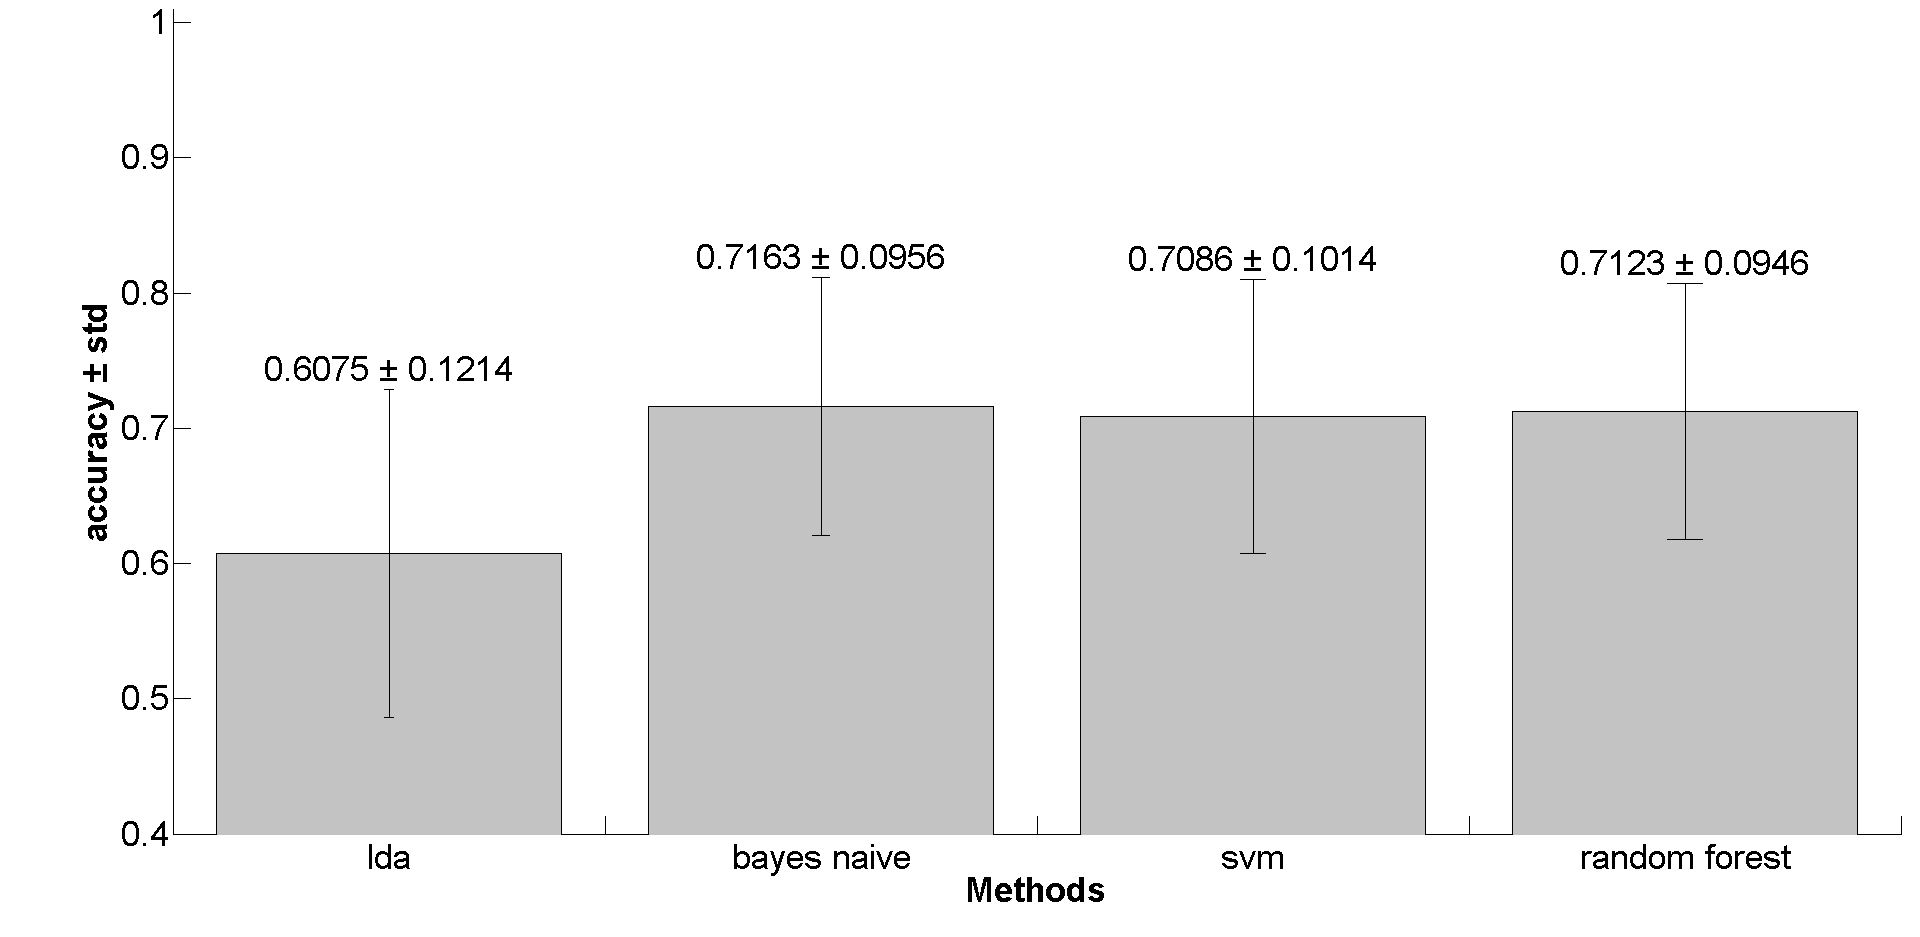 1
0.9
0.7163 ± 0.0956
0.7086 ± 0.1014
0.7123 ± 0.0946
0.8
0.6075 ± 0.1214
accuracy ± std
0.7
0.6
0.5
0.4
lda
bayes naive
svm
random forest
Methods